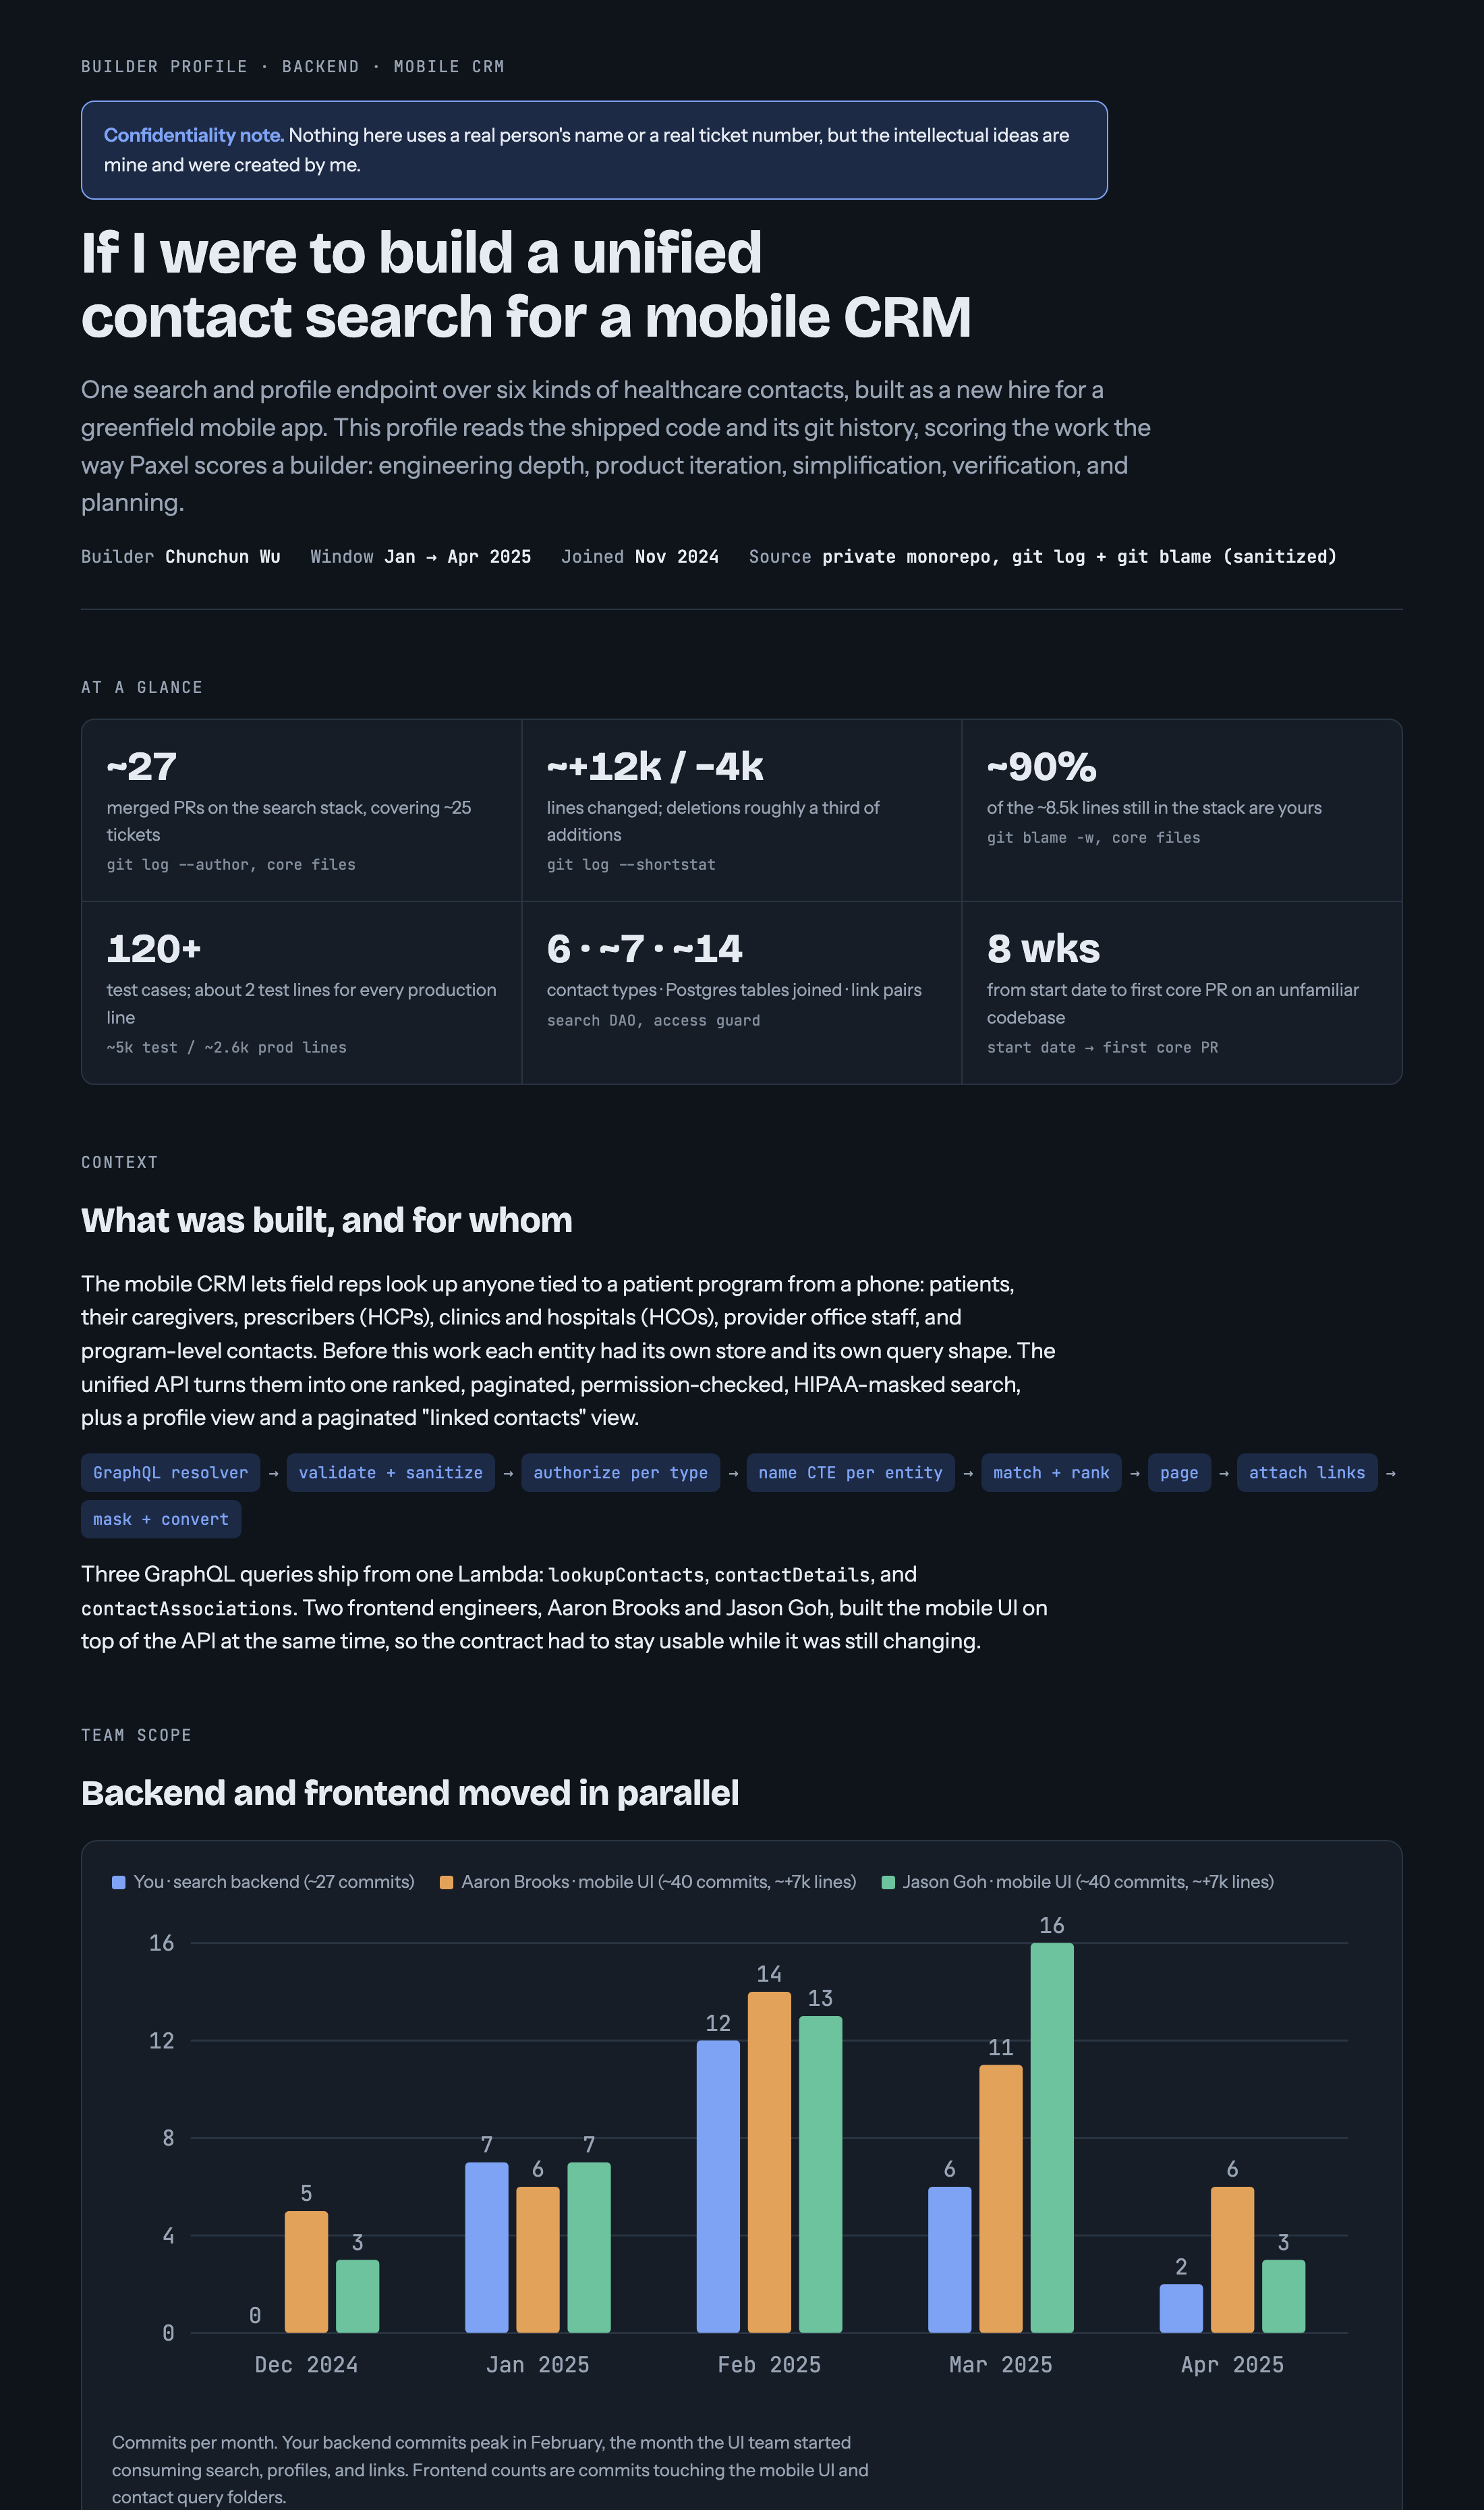 BUILDER PROFILE · BACKEND · MOBILE CRM
Confidentiality note. Nothing here uses a real person's name or a real ticket number, but the intellectual ideas are
mine and were created by me.
If I were to build a unified
contact search for a mobile CRM
One search and profile endpoint over six kinds of healthcare contacts, built as a new hire for a
greenfield mobile app. This profile reads the shipped code and its git history, scoring the work the
way Paxel scores a builder: engineering depth, product iteration, simplification, verification, and
planning.
Builder Chunchun Wu Window Jan → Apr 2025 Joined Nov 2024 Source private monorepo, git log + git blame (sanitized)
AT A GLANCE
~27
merged PRs on the search stack, covering ~25
tickets
git log --author, core files
~+12k / −4k
lines changed; deletions roughly a third of
additions
git log --shortstat
~90%
of the ~8.5k lines still in the stack are yours
git blame -w, core files
120+
test cases; about 2 test lines for every production
line
~5k test / ~2.6k prod lines
6 · ~7 · ~14
contact types · Postgres tables joined · link pairs
search DAO, access guard
8 wks
from start date to first core PR on an unfamiliar
codebase
start date → first core PR
CONTEXT
What was built, and for whom
The mobile CRM lets field reps look up anyone tied to a patient program from a phone: patients,
their caregivers, prescribers (HCPs), clinics and hospitals (HCOs), provider office staff, and
program-level contacts. Before this work each entity had its own store and its own query shape. The
unified API turns them into one ranked, paginated, permission-checked, HIPAA-masked search,
plus a profile view and a paginated "linked contacts" view.
GraphQL resolver → validate + sanitize → authorize per type → name CTE per entity → match + rank → page → attach links →
mask + convert
Three GraphQL queries ship from one Lambda: lookupContacts, contactDetails, and
contactAssociations. Two frontend engineers, Aaron Brooks and Jason Goh, built the mobile UI on
top of the API at the same time, so the contract had to stay usable while it was still changing.
TEAM SCOPE
Backend and frontend moved in parallel
You · search backend (~27 commits) Aaron Brooks · mobile UI (~40 commits, ~+7k lines) Jason Goh · mobile UI (~40 commits, ~+7k lines)
16
12
8
4
0
0
5
3
7
6
7
12
14
13
6
11
16
2
6
3
Dec 2024
Jan 2025
Feb 2025
Mar 2025
Apr 2025
Commits per month. Your backend commits peak in February, the month the UI team started
consuming search, profiles, and links. Frontend counts are commits touching the mobile UI and
contact query folders.